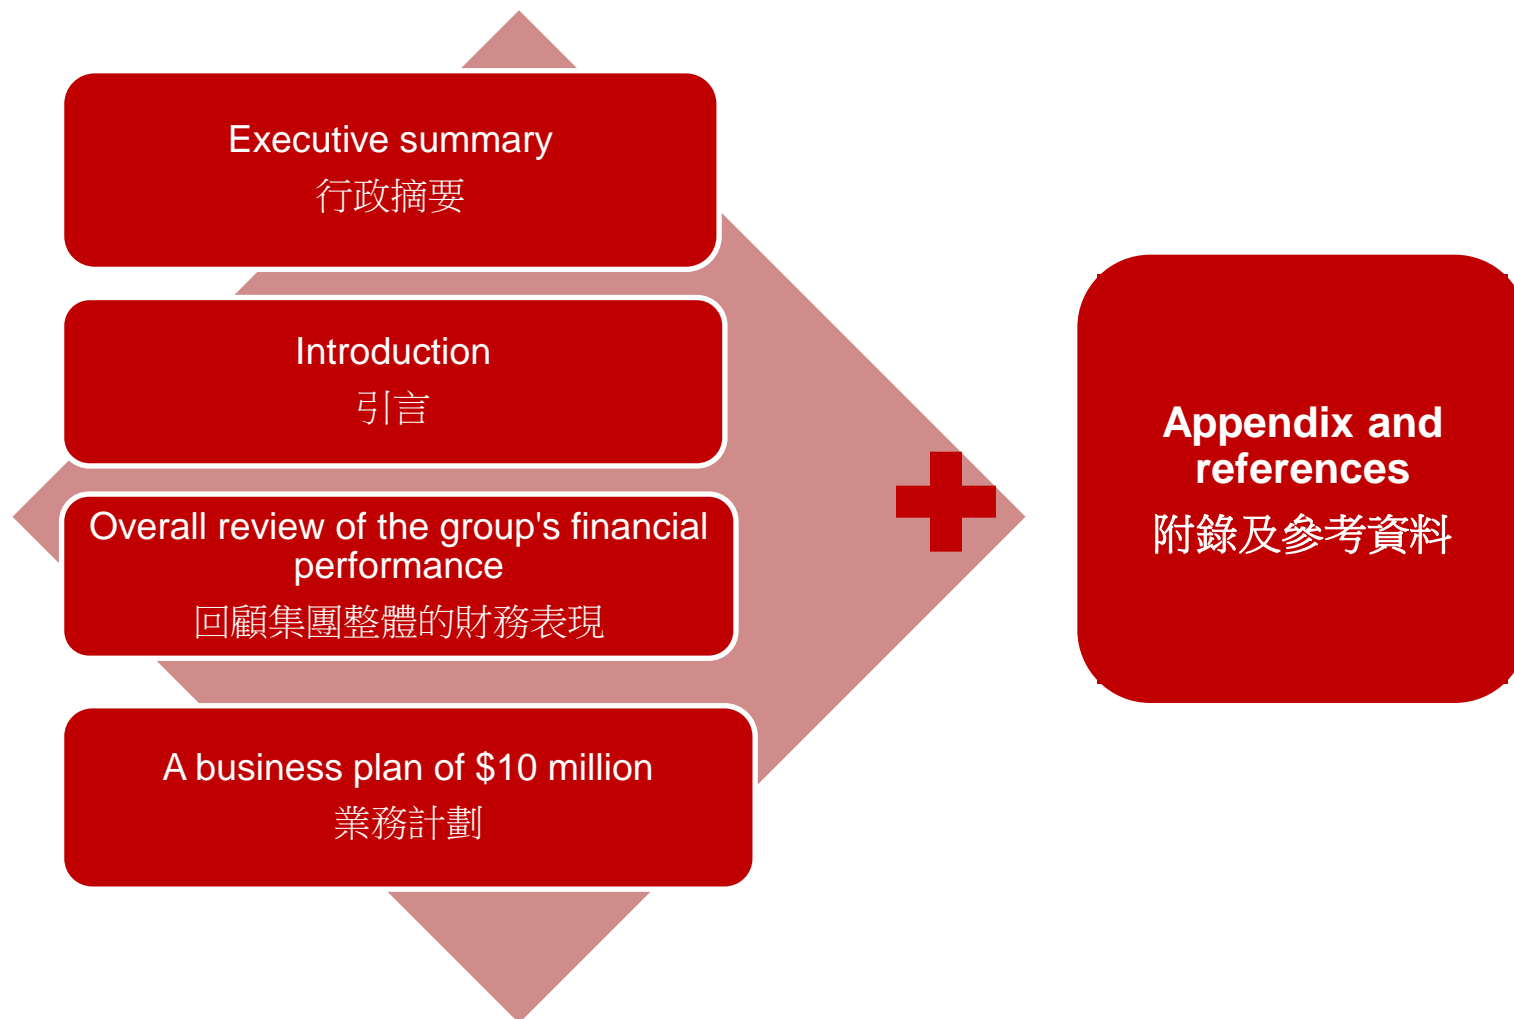 Executive summary
行政摘要
Introduction
引言
Overall review of the group's financial
performance
回顧集團整體的財務表現
A business plan of $10 million
業務計劃
Appendix and
references
附錄及參考資料